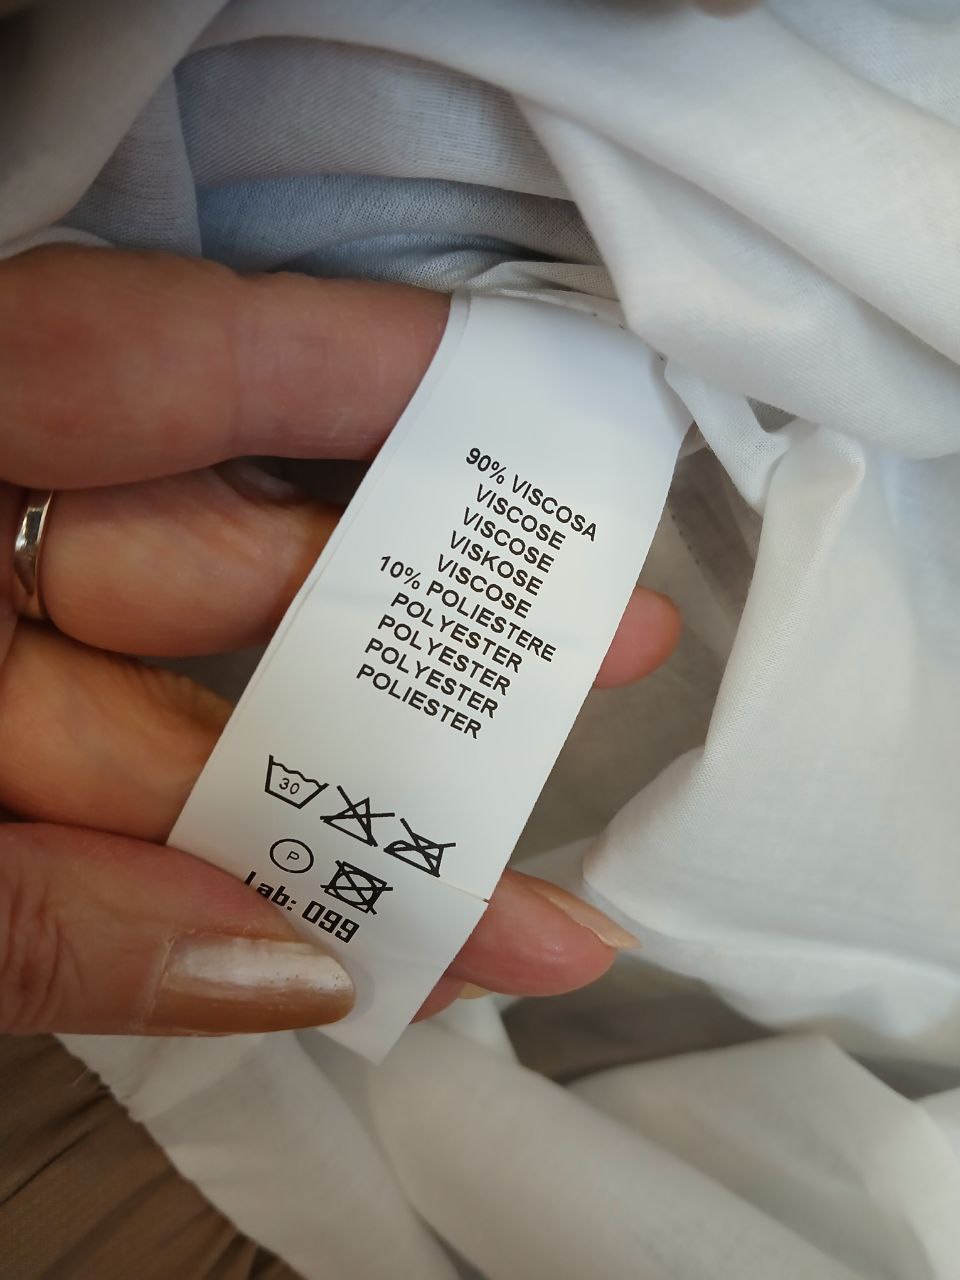 90% VISCOSA
VISCOSE
VISCOSE
VISKOSE
VISCOSE
10% POLIESTERE
POLYESTER
POLYESTER
POLYESTER
POLIESTER
30
P
Lab: 099